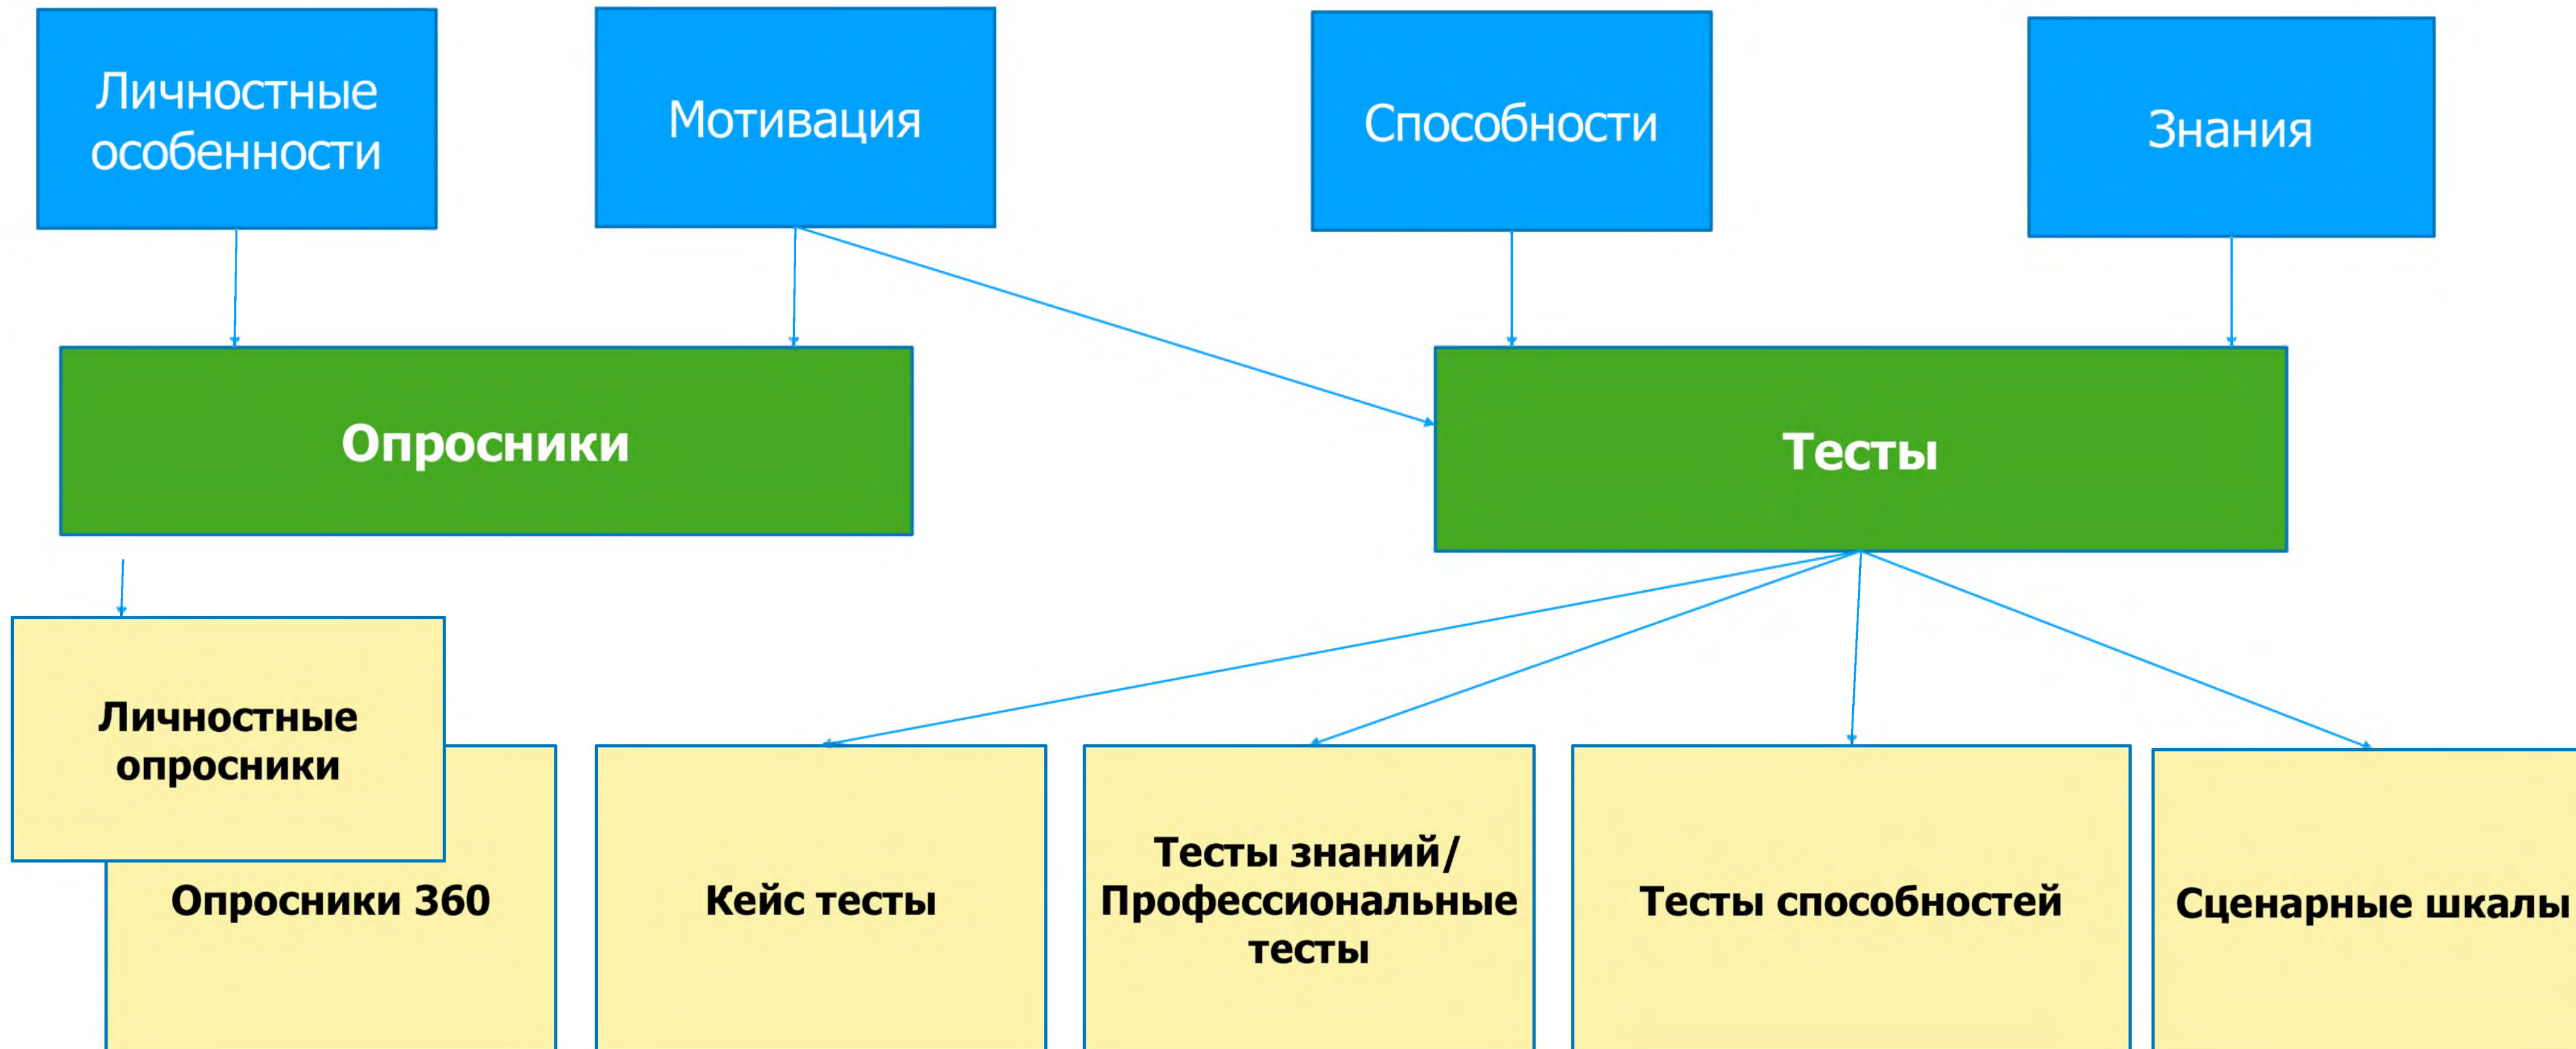 Личностные
особенности
Мотивация
Способности
Знания
Опросники
Тесты
Личностные
опросники
Опросники 360
Кейс тесты
Тесты знаний/
Профессиональные
тесты
Тесты способностей
Сценарные шкалы